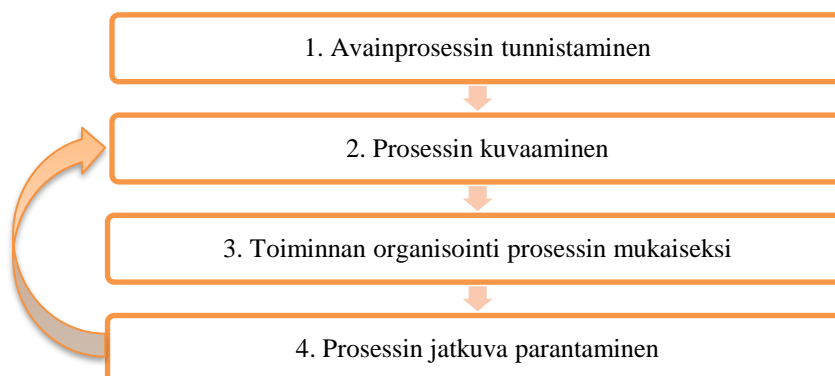 1. Avainprosessin tunnistaminen
2. Prosessin kuvaaminen
3. Toiminnan organisointi prosessin mukaiseksi
4. Prosessin jatkuva parantaminen